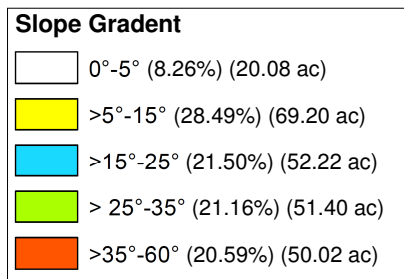 Slope Gradent
0°-5° (8.26%) (20.08 ac)
>5°-15° (28.49%) (69.20 ac)
>15°-25° (21.50%) (52.22 ac)
> 25°-35° (21.16%) (51.40 ac)
>35°-60° (20.59%) (50.02 ac)